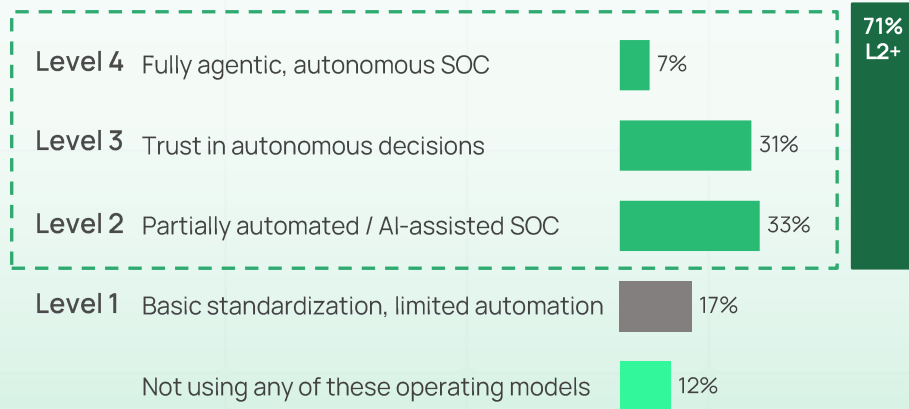 71%
L2+
Level 4 Fully agentic, autonomous SOC 7%
Level 3 Trust in autonomous decisions 31%
Level 2 Partially automated / AI-assisted SOC 33%
Level 1 Basic standardization, limited automation 17%
Not using any of these operating models 12%